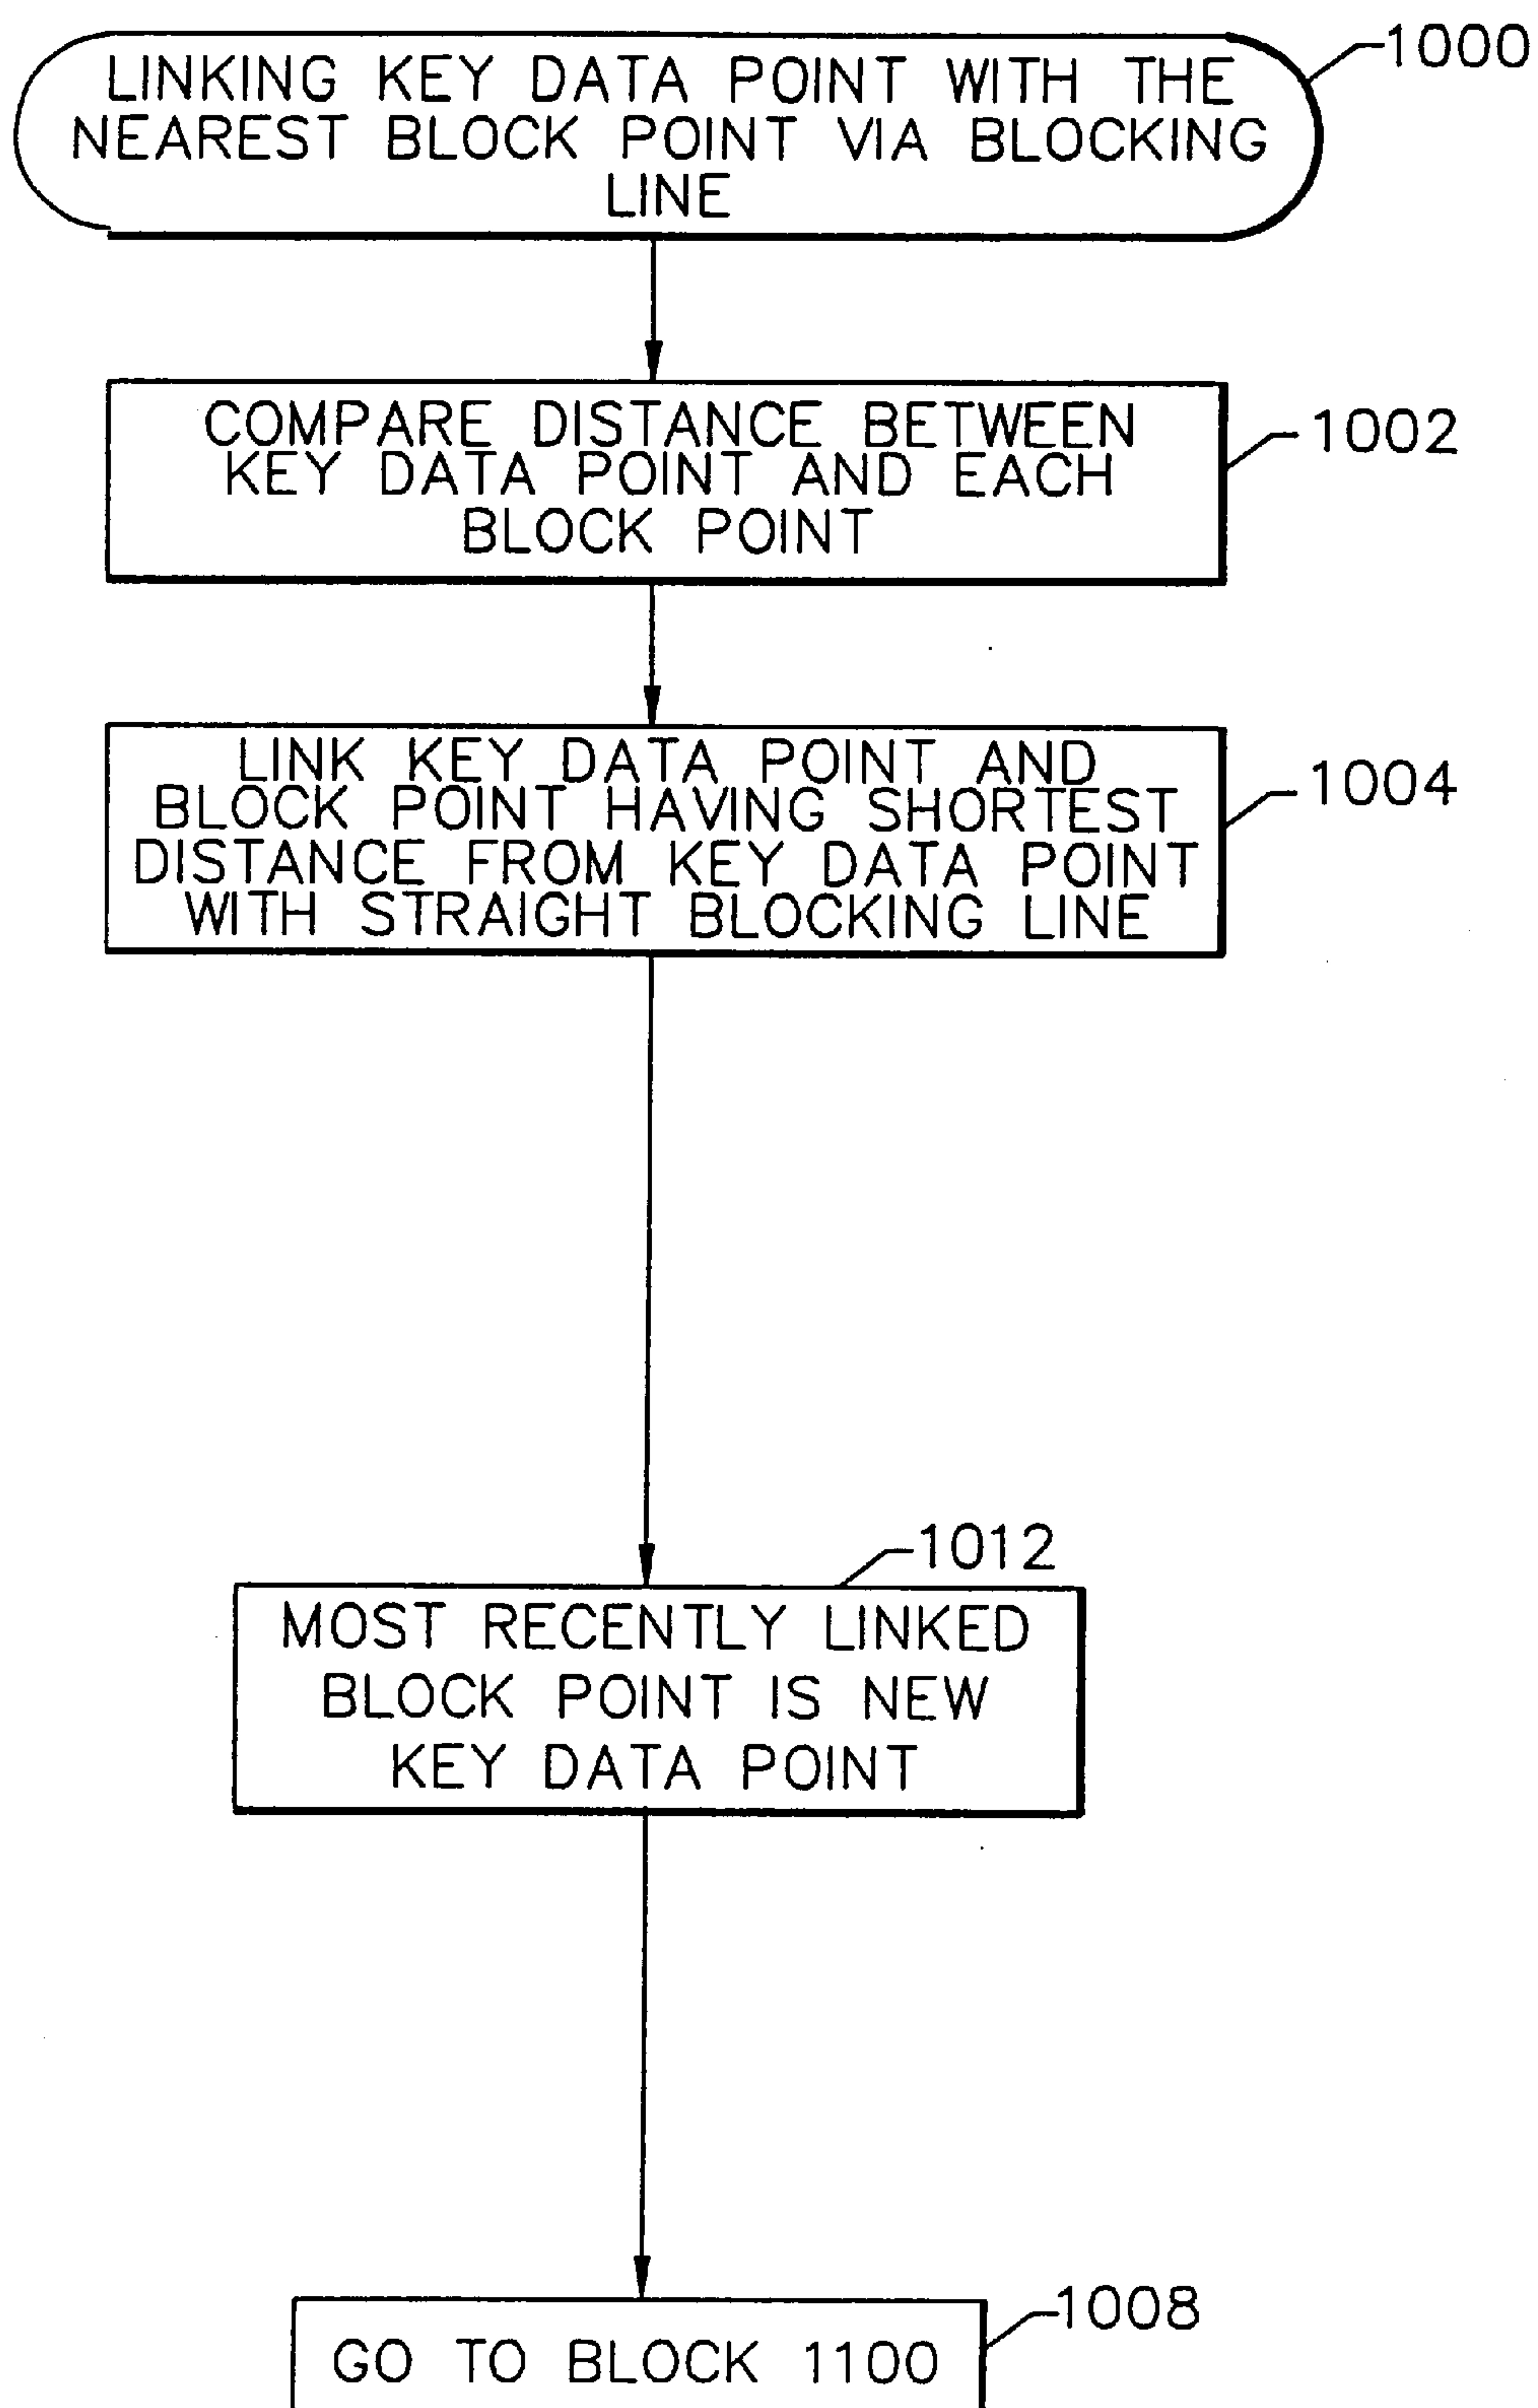 1000
LINKING KEY DATA POINT WITH THE
NEAREST BLOCK POINT VIA BLOCKING
LINE
COMPARE DISTANCE BETWEEN
KEY DATA POINT AND EACH
BLOCK POINT
1002
LINK KEY DATA POINT AND
BLOCK POINT HAVING SHORTEST
DISTANCE FROM KEY DATA POINT
WITH STRAIGHT BLOCKING LINE
1004
1012
MOST RECENTLY LINKED
BLOCK POINT IS NEW
KEY DATA POINT
1008
GO TO BLOCK 1100